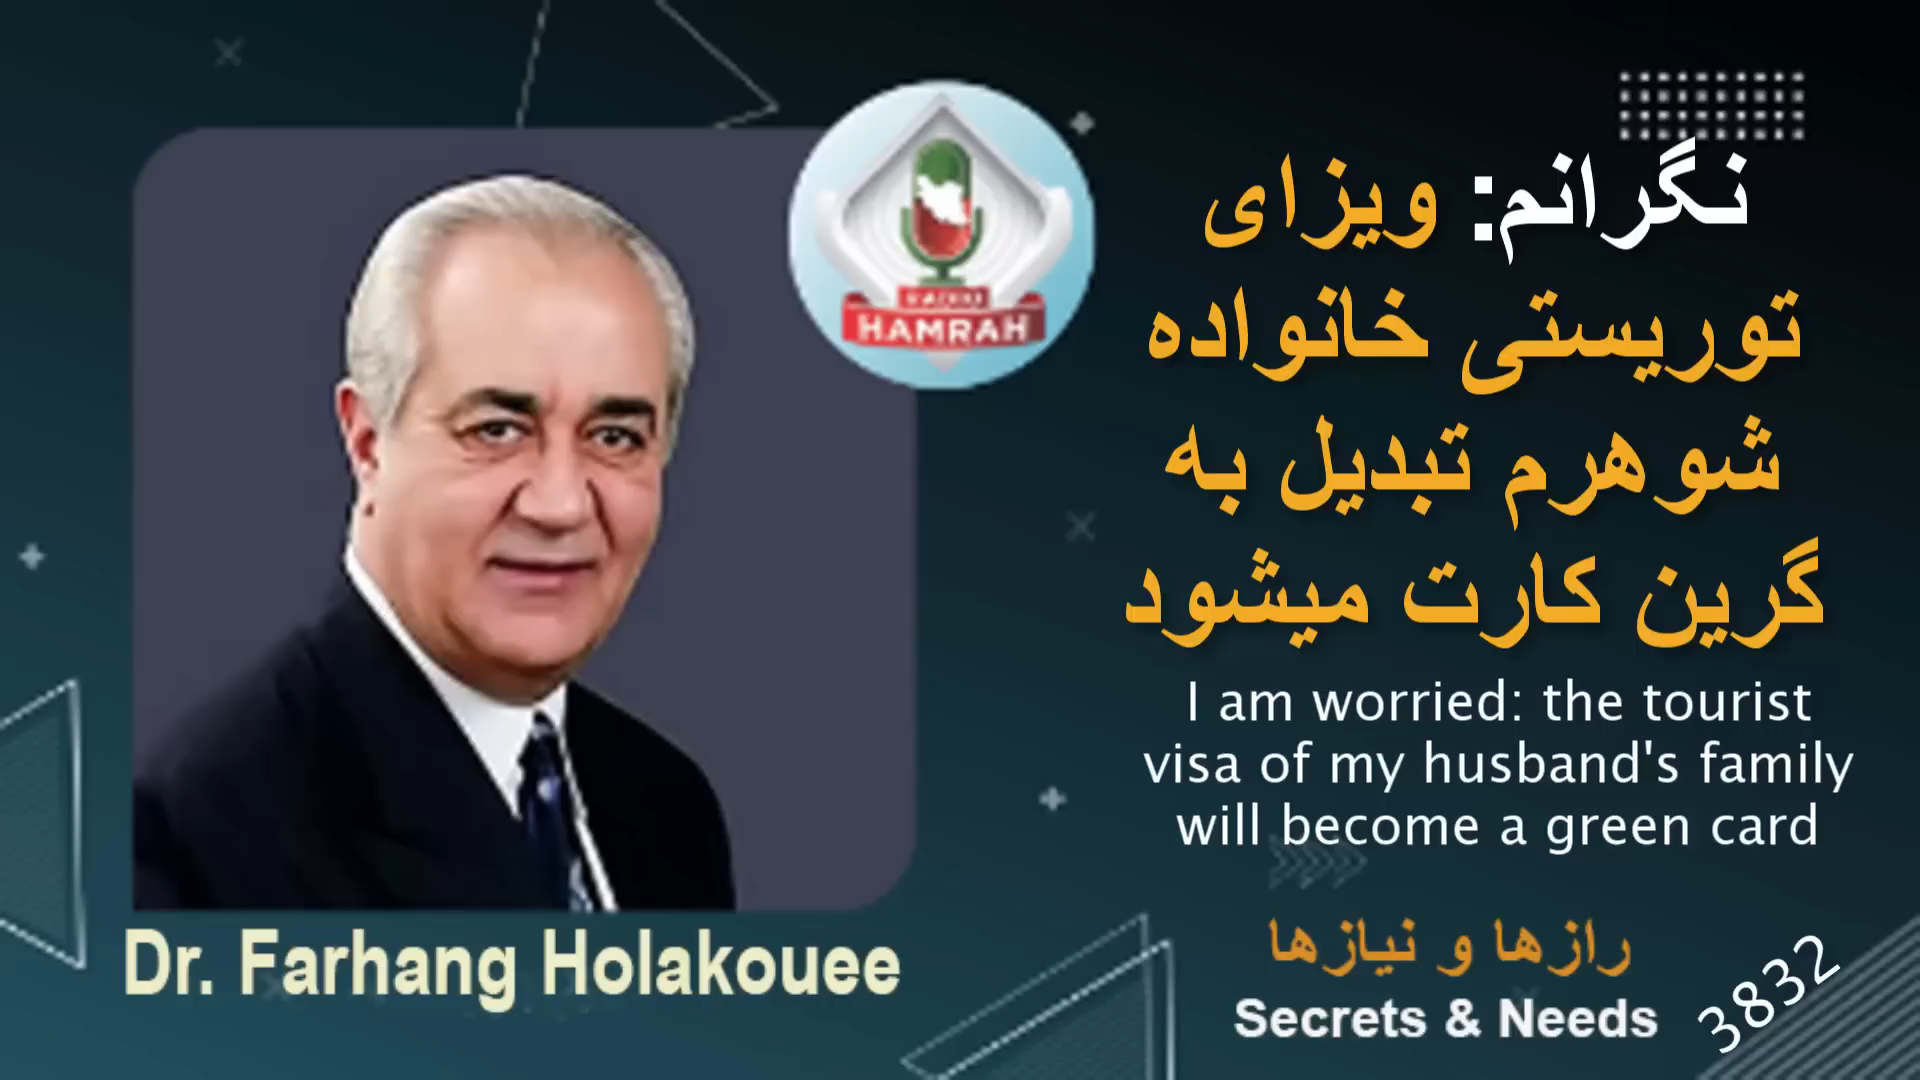 RADIO
HAMRAH
نگرانم: ویزای
توریستی خانواده
شوهرم تبدیل به
گرین کارت میشود
I am worried: the tourist
visa of my husband's family
will become a green card
Dr. Farhang Holakouee
رازها و نیازها
Secrets & Needs
3832